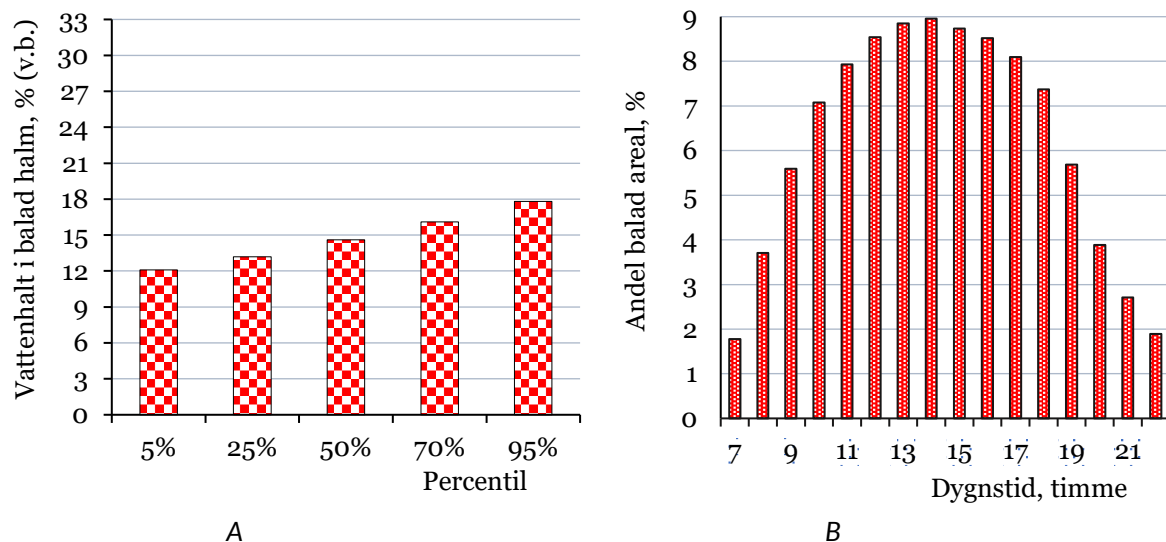 Vattenhalt i balad halm, % (v.b.)
33
30
27
24
21
18
15
12
9
6
3
0
5% 25% 50% 70% 95%
Percentil
A
Andel balad areal, %
9
8
7
6
5
4
3
2
1
0
7 9 11 13 15 17 19 21
Dygnstid, timme
B